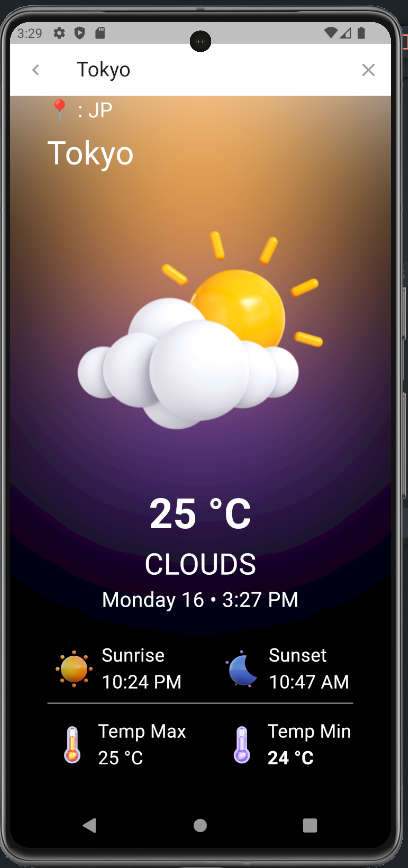 3:29
Tokyo
📍 : JP
Tokyo
25 °C
CLOUDS
Monday 16 • 3:27 PM
Sunrise
10:24 PM
Sunset
10:47 AM
Temp Max
25 °C
Temp Min
24 °C